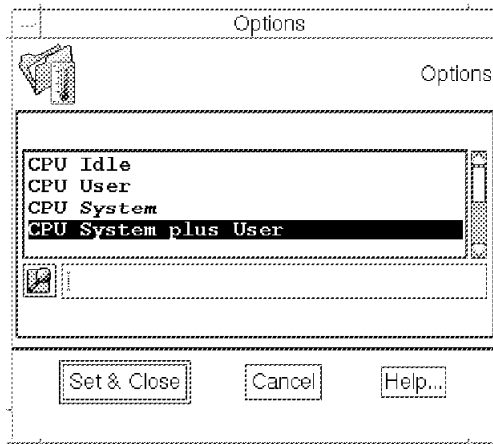 Options
Options
CPU Idle
CPU User
CPU System
CPU System plus User
Set & Close
Cancel
Help...